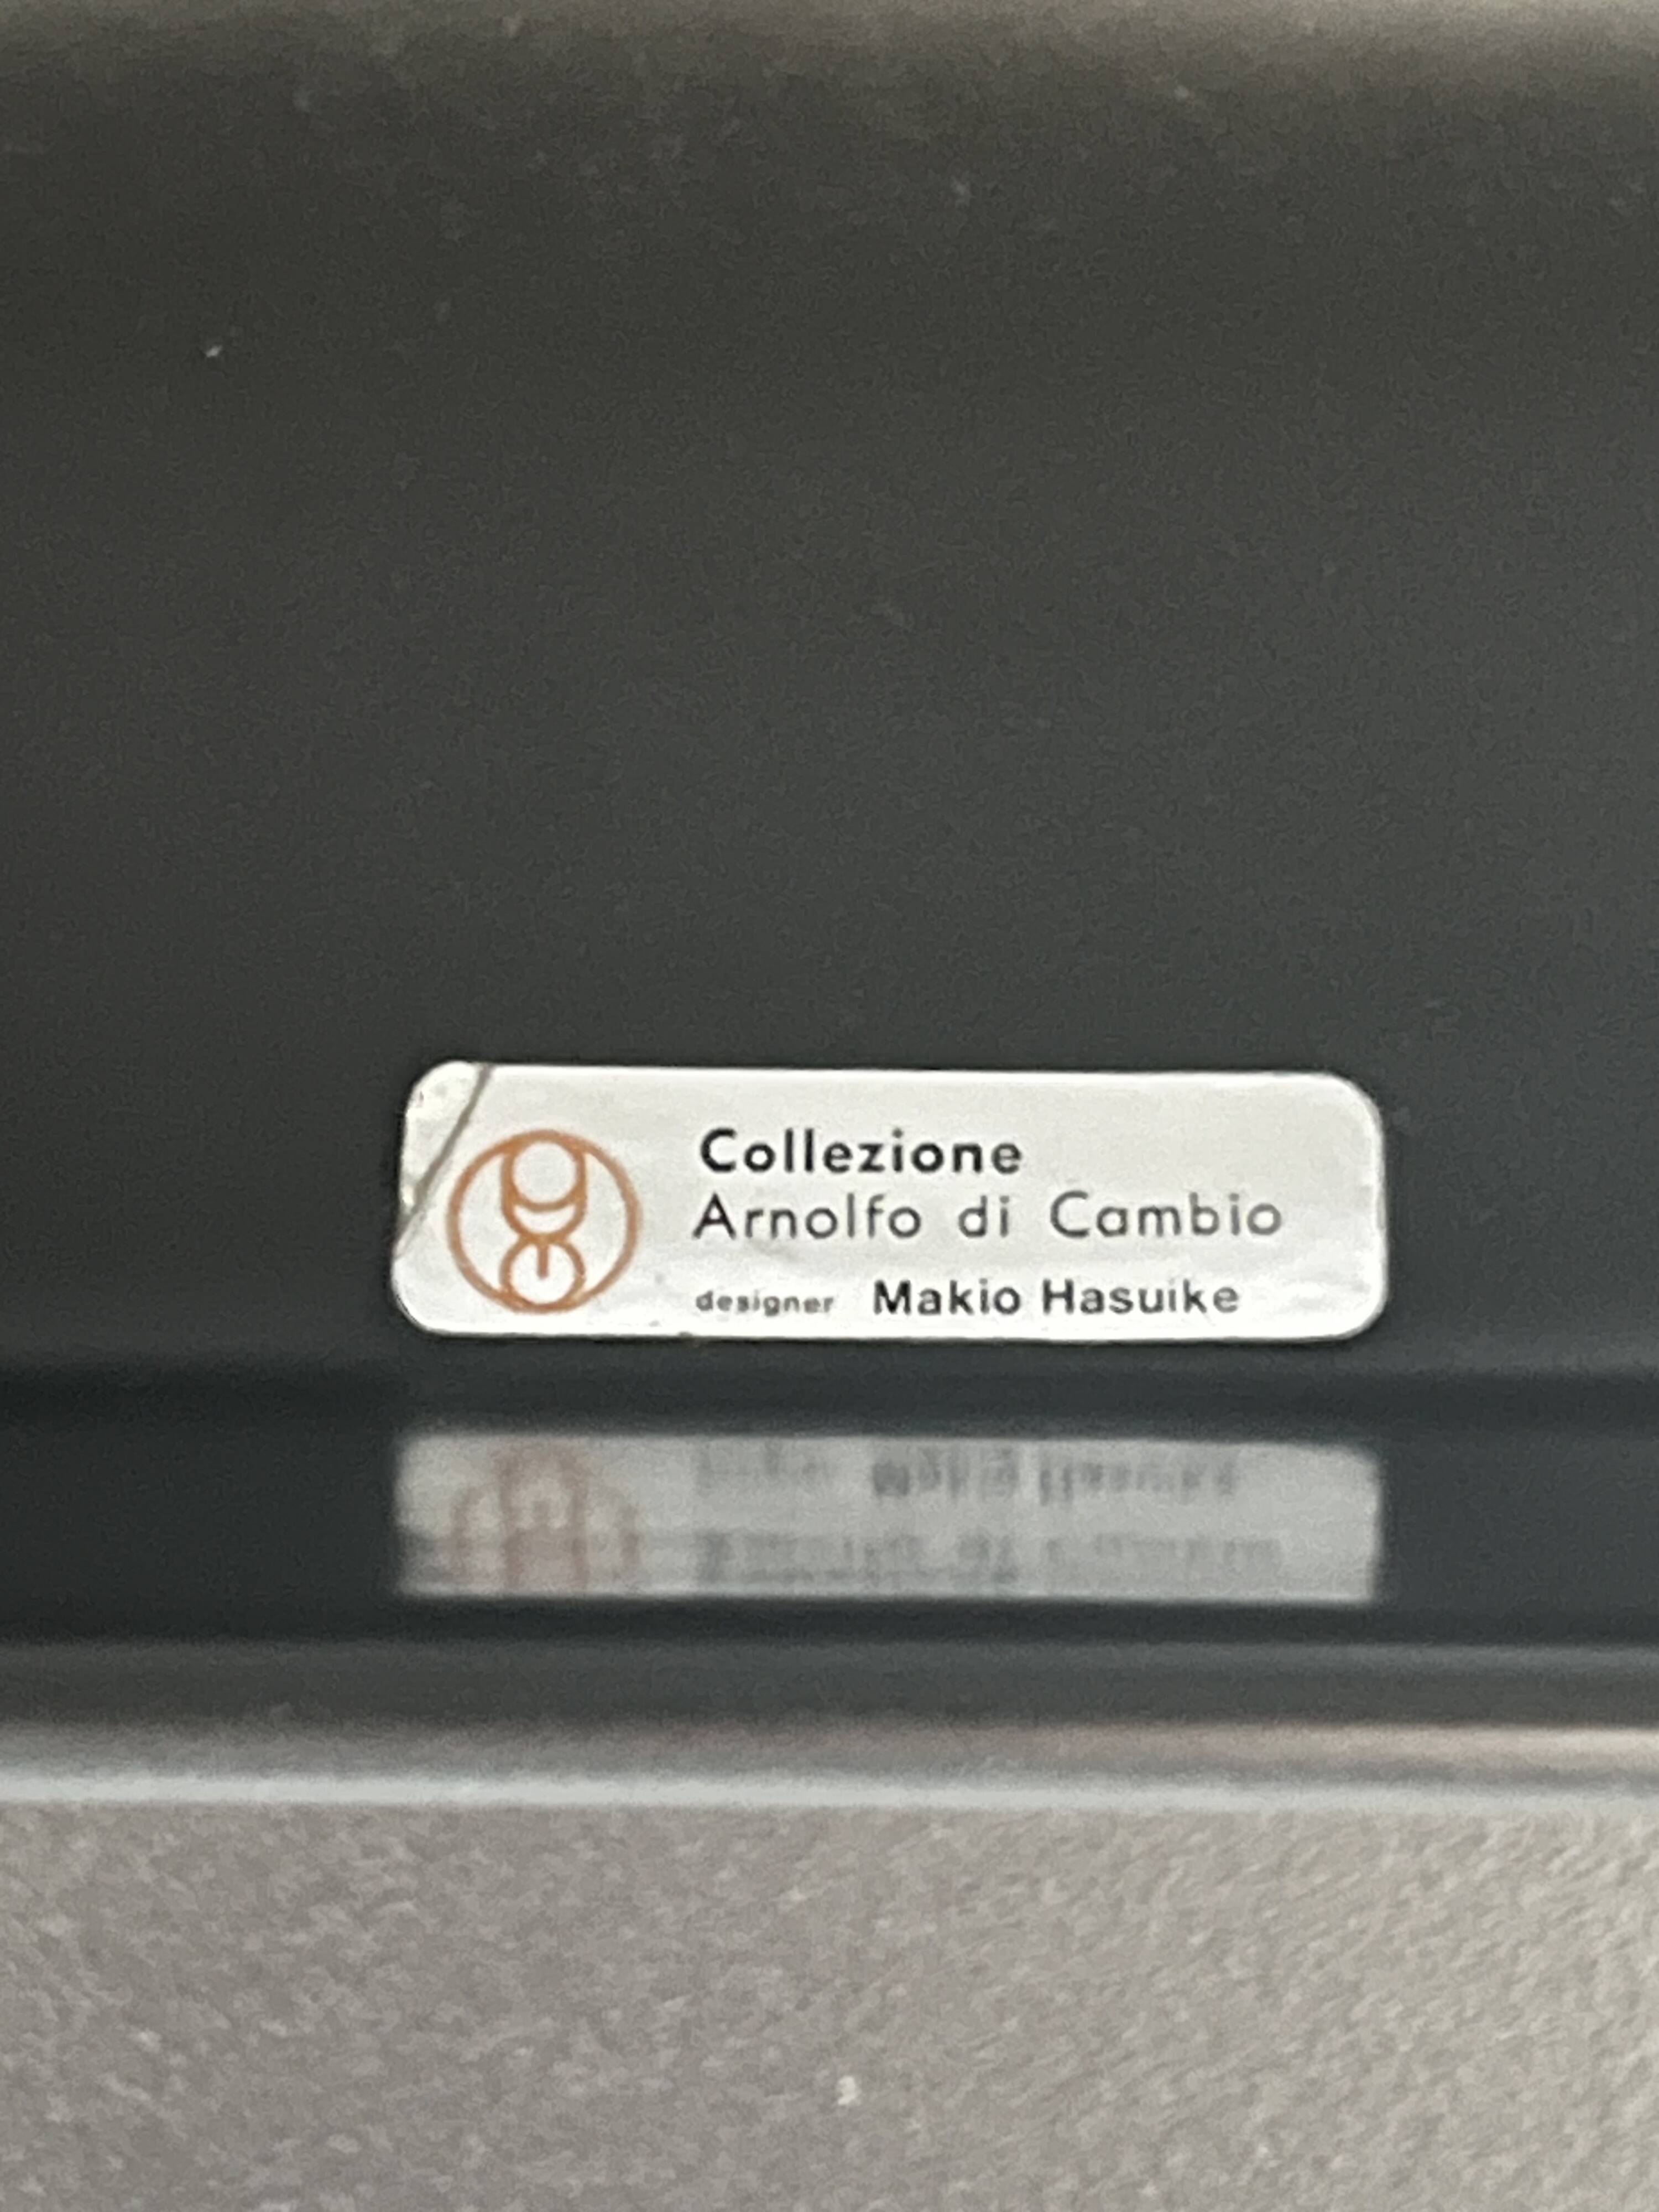 Collezione
Arnolfo di Cambio
designer Makio Hasuike